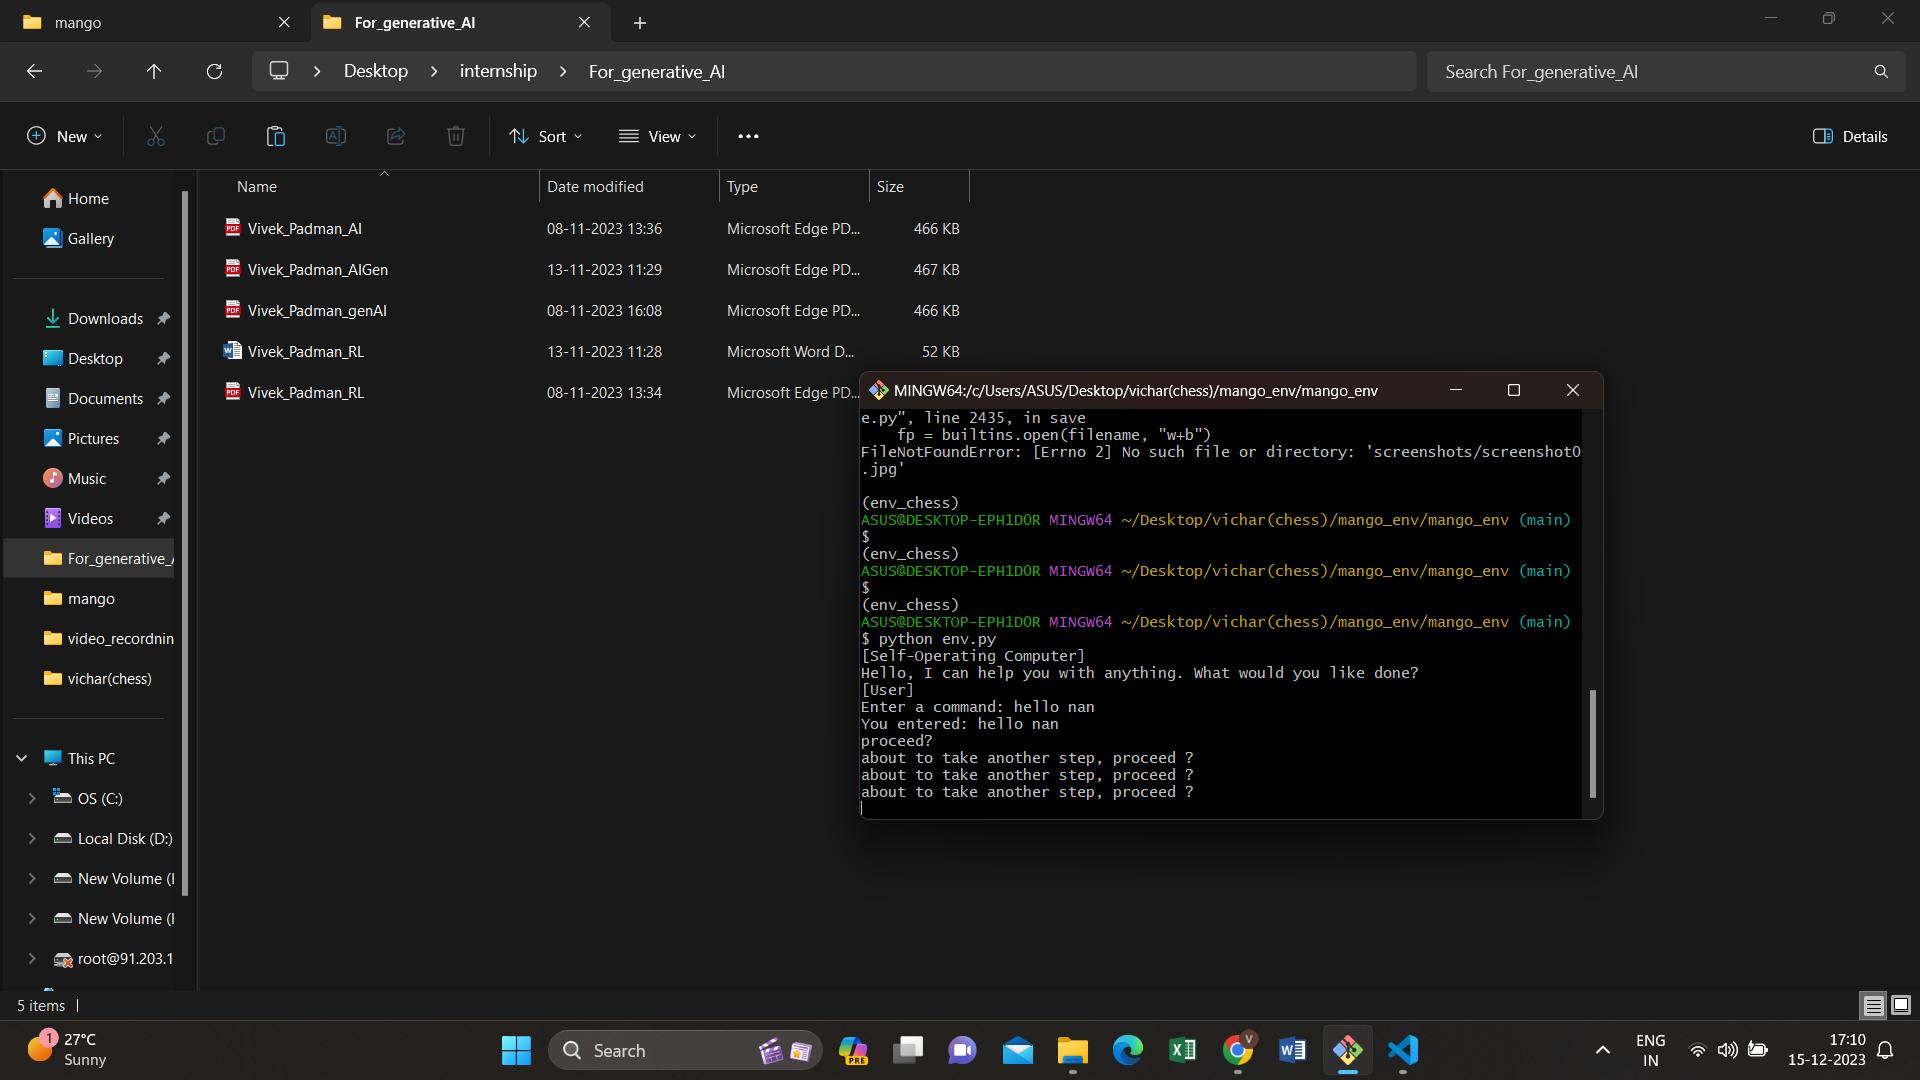 mango
For_generative_AI
Desktop
internship
For_generative_AI
Search For_generative_AI
New
Sort
View
Details
Name
Date modified
Type
Size
Home
Gallery
Downloads
Desktop
Documents
Pictures
Music
Videos
For_generative_A
mango
video_recordnin
vichar(chess)
This PC
OS (C:)
Local Disk (D:)
New Volume (
New Volume (
root@91.203.1
Vivek_Padman_AI 08-11-2023 13:36 Microsoft Edge PD... 466 KB
Vivek_Padman_AIGen 13-11-2023 11:29 Microsoft Edge PD... 467 KB
Vivek_Padman_genAI 08-11-2023 16:08 Microsoft Edge PD... 466 KB
Vivek_Padman_RL 13-11-2023 11:28 Microsoft Word D... 52 KB
Vivek_Padman_RL 08-11-2023 13:34 Microsoft Edge PD...
MINGW64:/c/Users/ASUS/Desktop/vichar(chess)/mango_env/mango_env
e.py", line 2435, in save
fp = builtins.open(filename, "w+b")
FileNotFoundError: [Errno 2] No such file or directory: 'screenshots/screenshot0
.jpg'
(env_chess)
ASUS@DESKTOP-EPH1D0R MINGW64 ~/Desktop/vichar(chess)/mango_env/mango_env (main)
$
(env_chess)
ASUS@DESKTOP-EPH1D0R MINGW64 ~/Desktop/vichar(chess)/mango_env/mango_env (main)
$
(env_chess)
ASUS@DESKTOP-EPH1D0R MINGW64 ~/Desktop/vichar(chess)/mango_env/mango_env (main)
$ python env.py
[Self-Operating Computer]
Hello, I can help you with anything. What would you like done?
[User]
Enter a command: hello nan
You entered: hello nan
proceed?
about to take another step, proceed ?
about to take another step, proceed ?
about to take another step, proceed ?
5 items
1
27°C
Sunny
Search
PRE
V
ENG
IN
17:10
15-12-2023